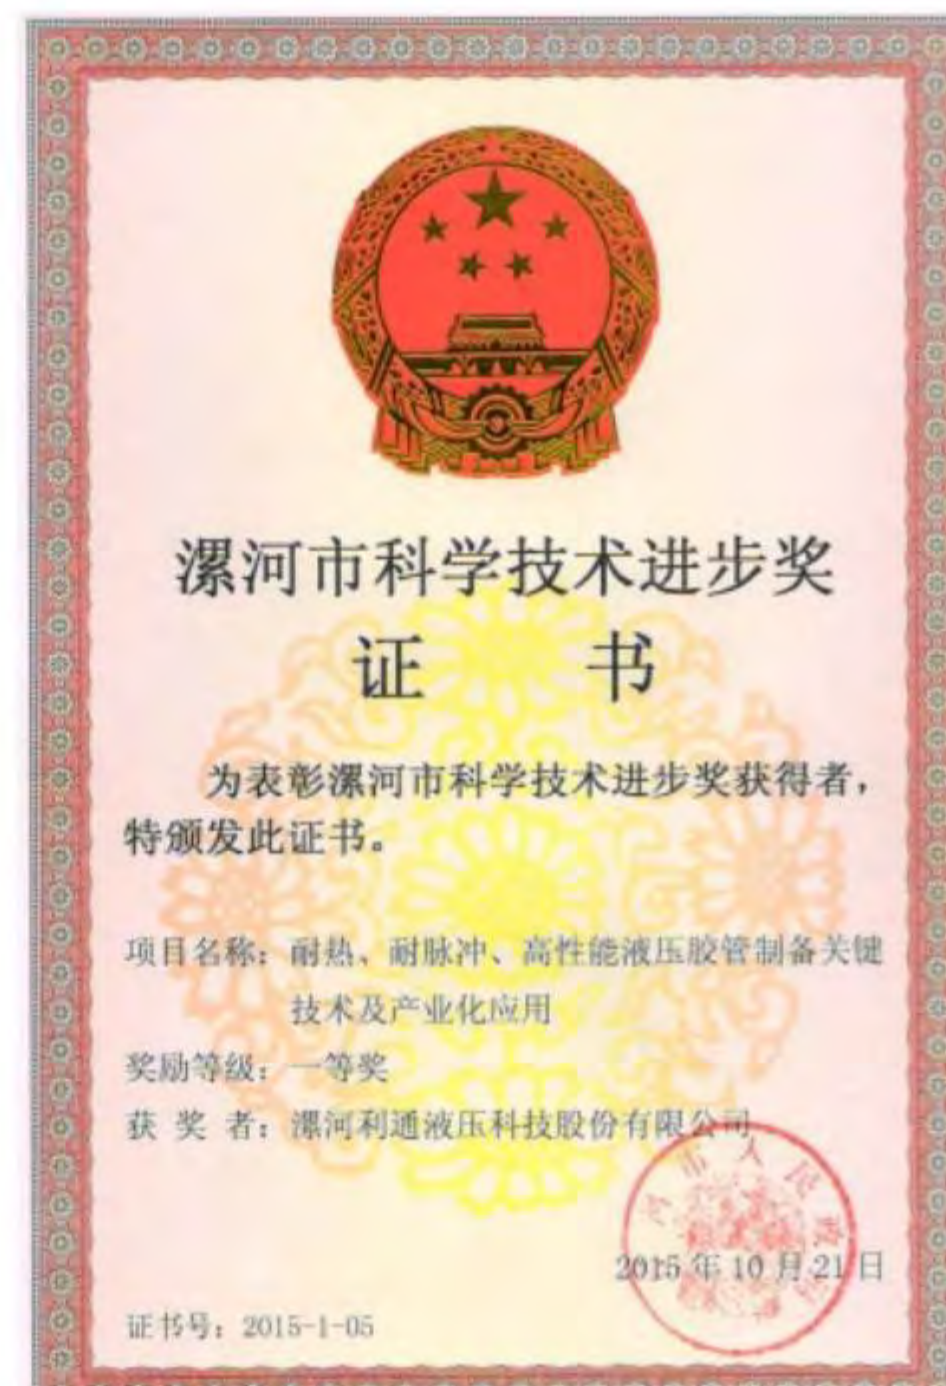 漯河市科学技术进步奖
证 书
为表彰漯河市科学技术进步奖获得者，
特颁发此证书。
项目名称：耐热、耐脉冲、高性能液压胶管制备关键
技术及产业化应用
奖励等级：一等奖
获 奖 者：漯河利通液压科技股份有限公司
河市人民政
2015年10月21日
证书号：2015-1-05